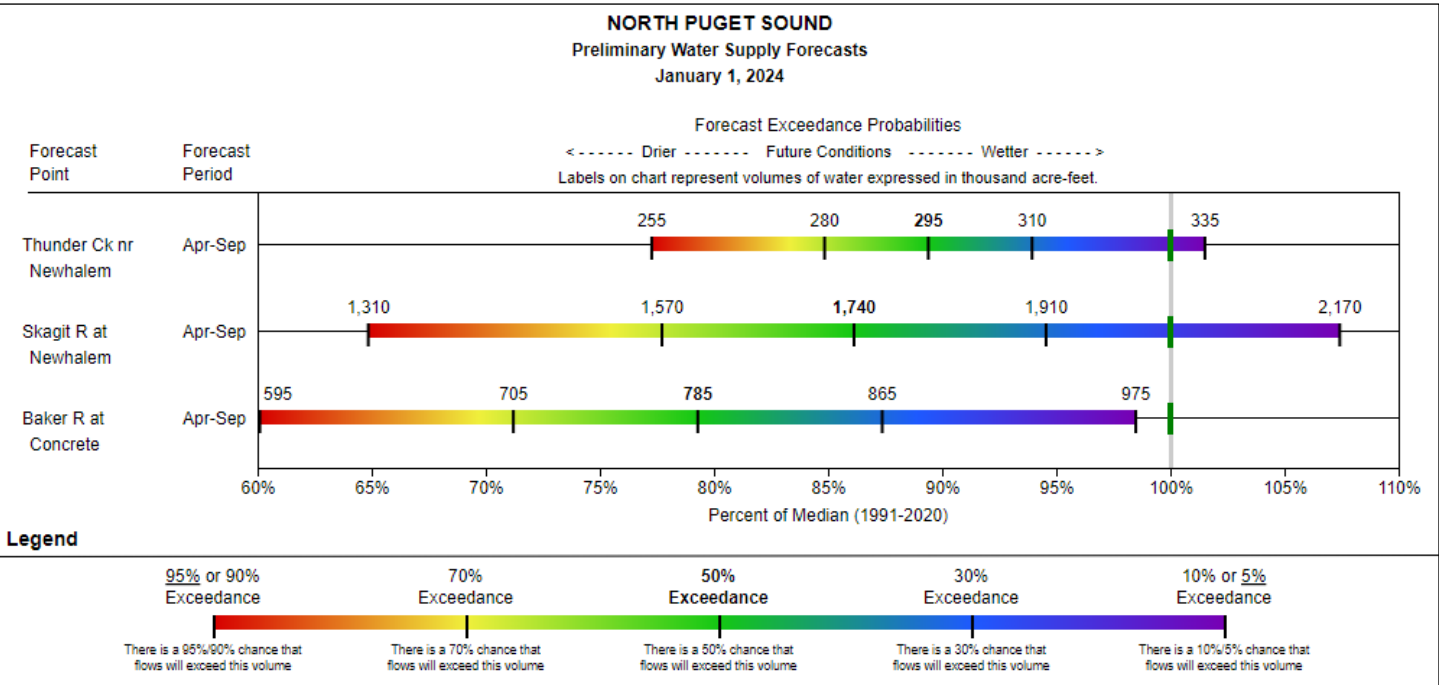 NORTH PUGET SOUND
Preliminary Water Supply Forecasts
January 1, 2024
Forecast Exceedance Probabilities
Forecast Point
Forecast Period
< - - - - - - Drier - - - - - - - Future Conditions - - - - - - - Wetter - - - - - - >
Labels on chart represent volumes of water expressed in thousand acre-feet.
Thunder Ck nr
Newhalem
Apr-Sep
255 280 295 310 335
Skagit R at
Newhalem
Apr-Sep
1,310 1,570 1,740 1,910 2,170
Baker R at
Concrete
Apr-Sep
595 705 785 865 975
60% 65% 70% 75% 80% 85% 90% 95% 100% 105% 110%
Percent of Median (1991-2020)
Legend
95% or 90%
Exceedance
There is a 95%/90% chance that
flows will exceed this volume
70%
Exceedance
There is a 70% chance that
flows will exceed this volume
50%
Exceedance
There is a 50% chance that
flows will exceed this volume
30%
Exceedance
There is a 30% chance that
flows will exceed this volume
10% or 5%
Exceedance
There is a 10%/5% chance that
flows will exceed this volume